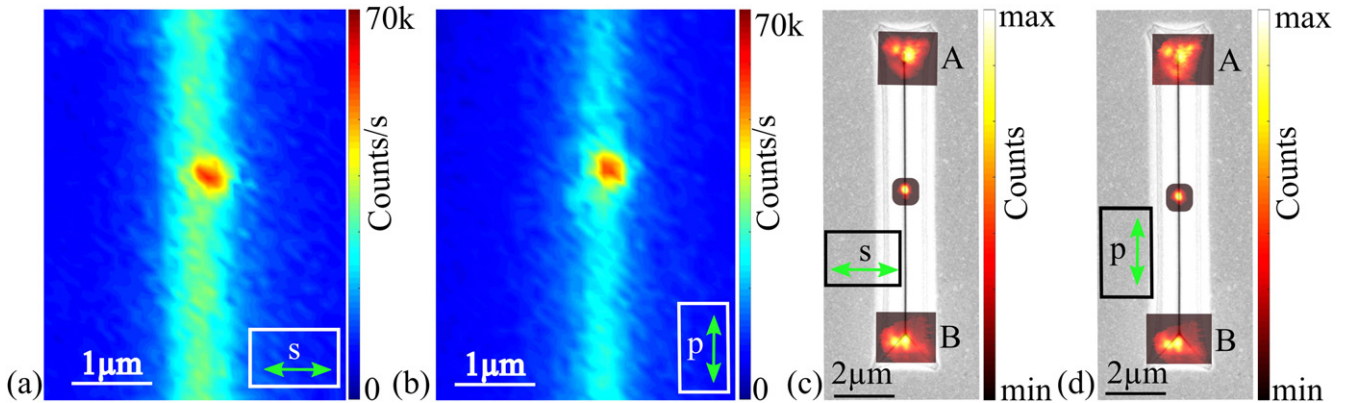 70k
Counts/s
0
s
1μm
(a)
70k
Counts/s
0
p
1μm
(b)
max
Counts
min
A
s
B
2μm
(c)
max
Counts
min
A
p
B
2μm
(d)